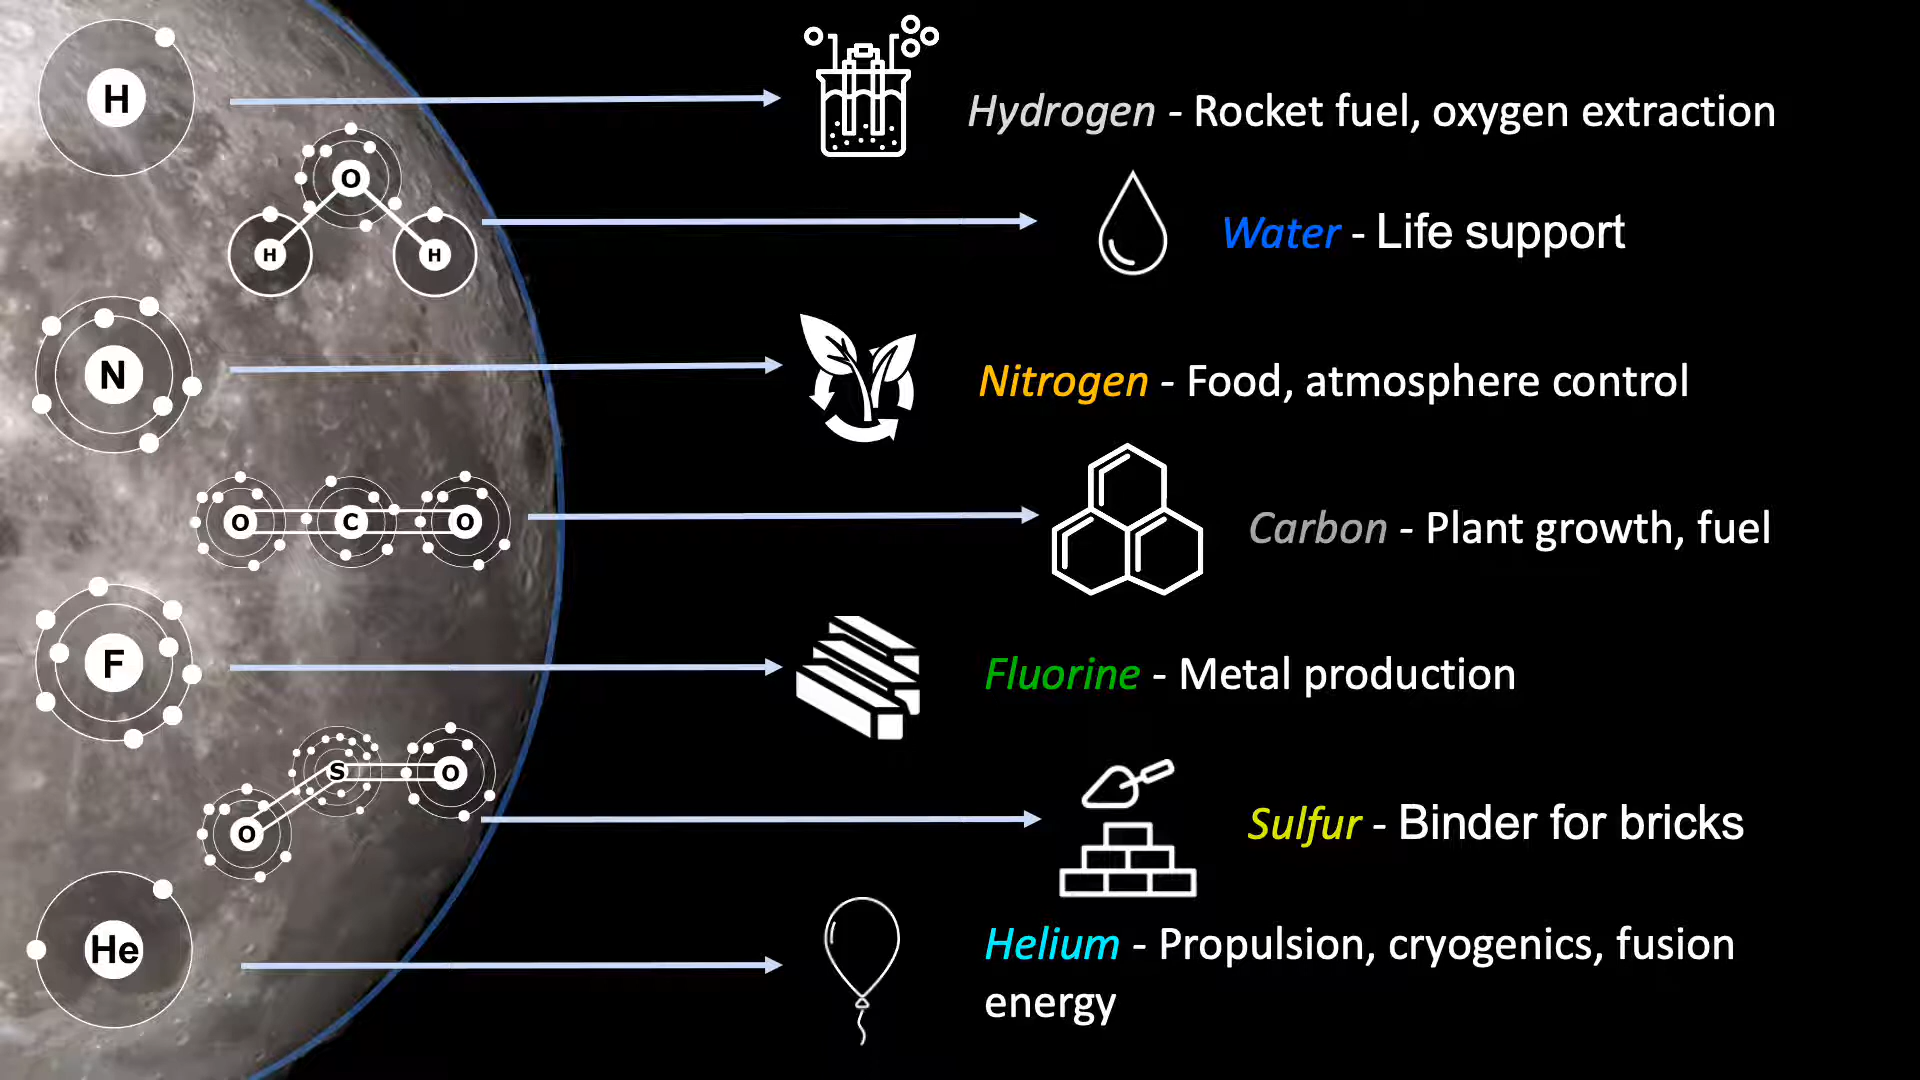 H
Hydrogen - Rocket fuel, oxygen extraction
O
H H
Water - Life support
N
Nitrogen - Food, atmosphere control
O C O
Carbon - Plant growth, fuel
F
Fluorine - Metal production
S O
O
Sulfur - Binder for bricks
He
Helium - Propulsion, cryogenics, fusion
energy